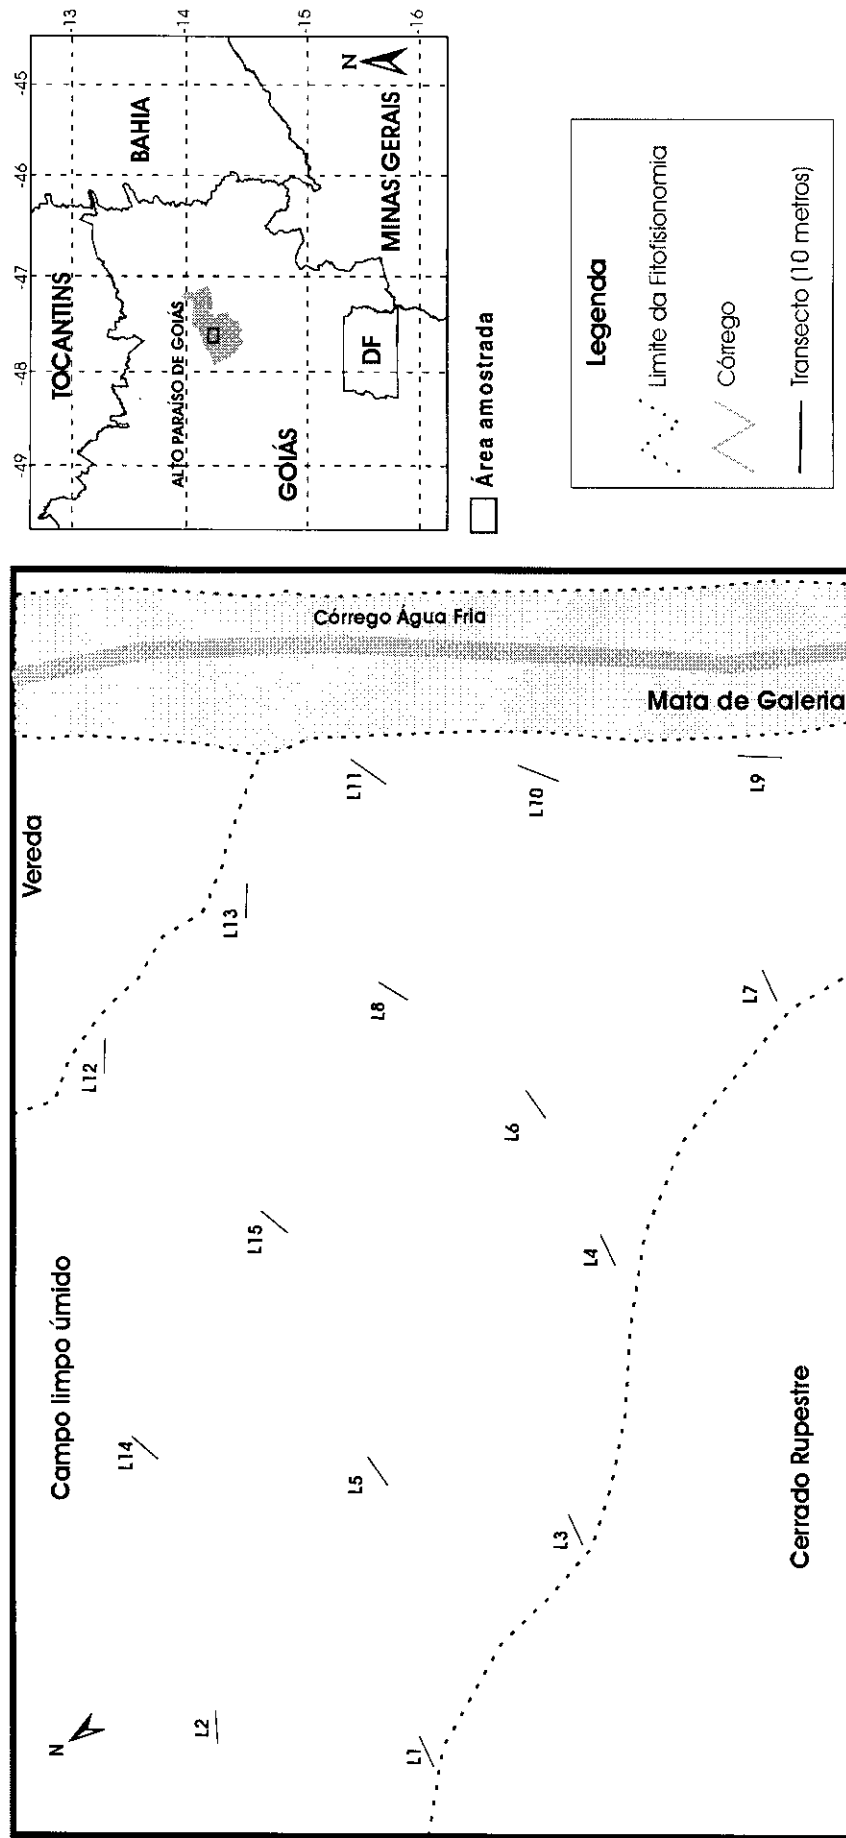 Vereda
Campo limpo úmido
N
L12
L13
L14
L15
L2
L11
L8
L5
L10
L6
L1
L3
L4
L9
L7
Córrego Água Fria
Mata de Galeria
Cerrado Rupestre
-49
-48
-47
-46
-45
-13
-14
-15
-16
TOCANTINS
BAHIA
ALTO PARAÍSO DE GOIÁS
GOIÁS
DF
MINAS GERAIS
N
Área amostrada
Legenda
Limite da Fitofisionomia
Córrego
Transecto (10 metros)